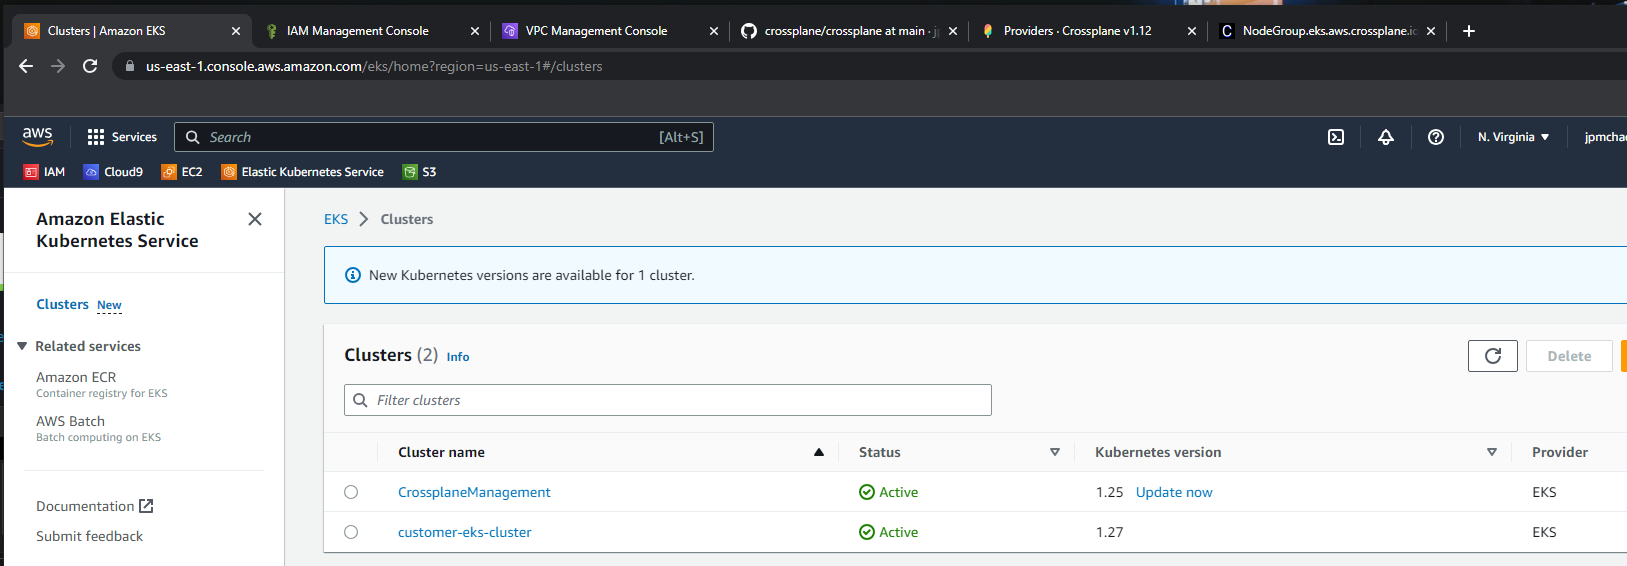 Clusters | Amazon EKS
IAM Management Console
VPC Management Console
crossplane/crossplane at main · j
Providers · Crossplane v1.12
NodeGroup.eks.aws.crossplane.i
us-east-1.console.aws.amazon.com/eks/home?region=us-east-1#/clusters
aws
Services
Search
[Alt+S]
N. Virginia
jpmcha
IAM
Cloud9
EC2
Elastic Kubernetes Service
S3
Amazon Elastic
Kubernetes Service
Clusters New
Related services
Amazon ECR
Container registry for EKS
AWS Batch
Batch computing on EKS
Documentation
Submit feedback
EKS > Clusters
New Kubernetes versions are available for 1 cluster.
Clusters (2) Info
Delete
Filter clusters
Cluster name Status Kubernetes version Provider
CrossplaneManagement Active 1.25 Update now EKS
customer-eks-cluster Active 1.27 EKS